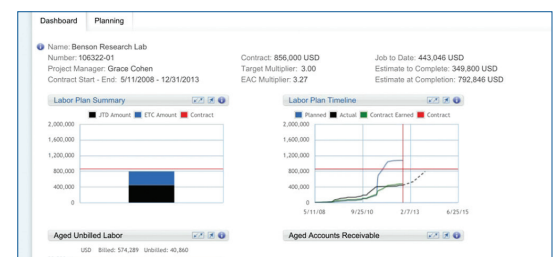 Dashboard Planning
Name: Benson Research Lab
Number: 106322-01
Project Manager: Grace Cohen
Contract Start - End: 5/11/2008 - 12/31/2013
Contract: 856,000 USD
Target Multiplier: 3.00
EAC Multiplier: 3.27
Job to Date: 443,046 USD
Estimate to Complete: 349,800 USD
Estimate at Completion: 792,846 USD
Labor Plan Summary
JTD Amount ETC Amount Contract
2,000,000
1,600,000
1,200,000
800,000
400,000
0
Labor Plan Timeline
Planned Actual Contract Earned Contract
2,000,000
1,600,000
1,200,000
800,000
400,000
0
5/11/08 9/25/10 2/7/13 6/25/15
Aged Unbilled Labor
USD Billed: 574,289 Unbilled: 40,860
Aged Accounts Receivable